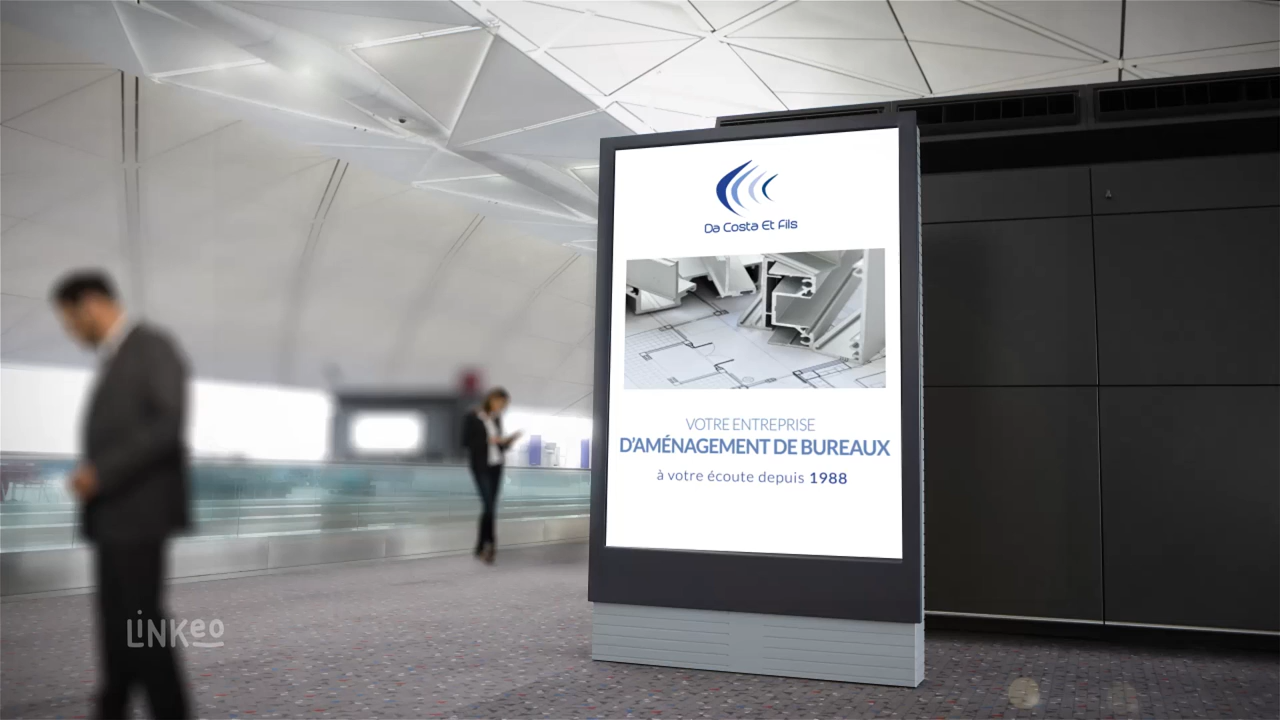 Da Costa Et Fils
VOTRE ENTREPRISE
D'AMÉNAGEMENT DE BUREAUX
à votre écoute depuis 1988
LiNKeo